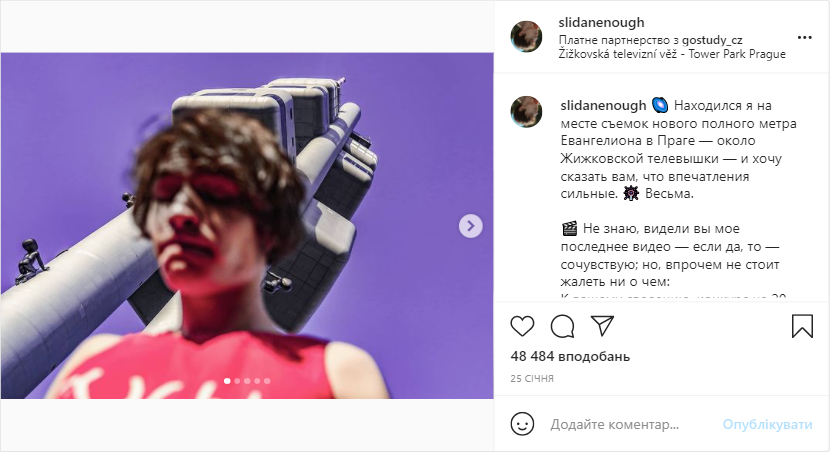 slidanenough
Платне партнерство з gostudy_cz
Žižkovská televizní věž - Tower Park Prague
slidanenough Находился я на
месте съемок нового полного метра
Евангелиона в Праге — около
Жижковской телевышки — и хочу
сказать вам, что впечатления
сильные. Весьма.
Не знаю, видели вы мое
последнее видео — если да, то —
сочувствую; но, впрочем не стоит
жалеть ни о чем:
48 484 вподобань
25 СІЧНЯ
Додайте коментар...
Опублікувати